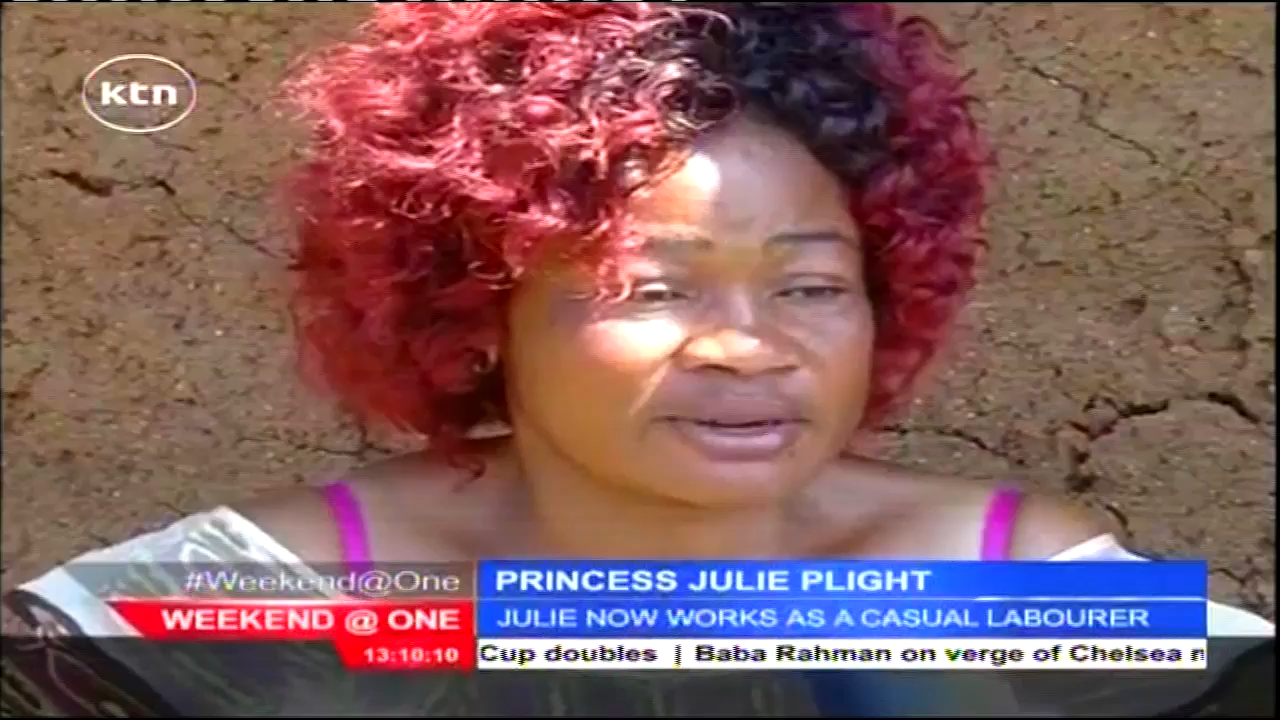 ktn
#Weekend@One
PRINCESS JULIE PLIGHT
WEEKEND @ ONE
JULIE NOW WORKS AS A CASUAL LABOURER
13:10:10
Cup doubles | Baba Rahman on verge of Chelsea